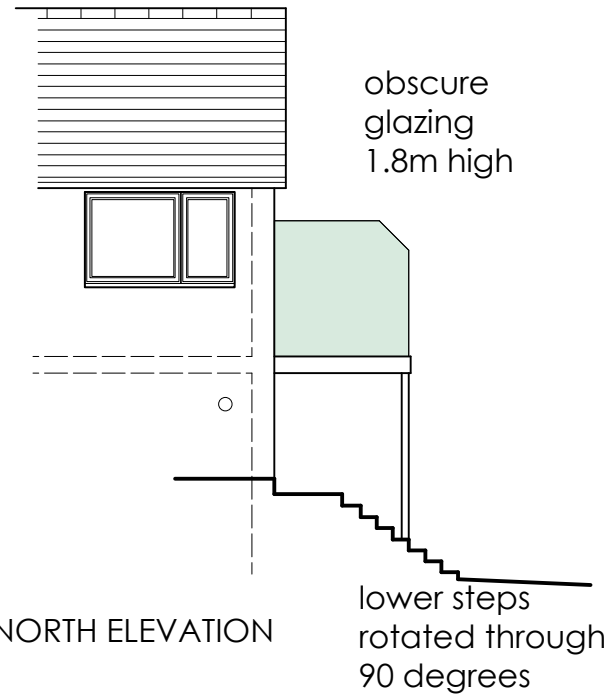 obscure
glazing
1.8m high
NORTH ELEVATION
lower steps
rotated through
90 degrees